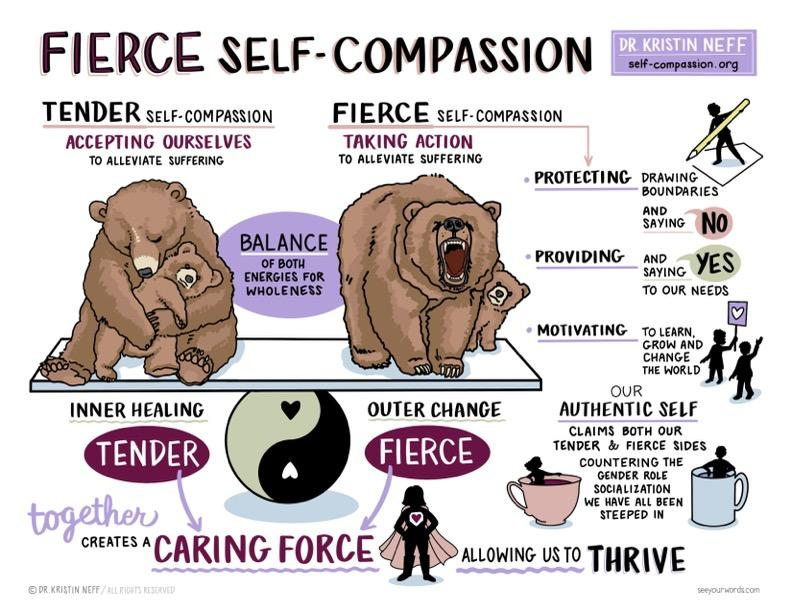 FIERCE SELF-COMPASSION
DR KRISTIN NEFF
self-compassion.org
TENDER SELF-COMPASSION
ACCEPTING OURSELVES
TO ALLEVIATE SUFFERING
FIERCE SELF-COMPASSION
TAKING ACTION
TO ALLEVIATE SUFFERING
BALANCE
OF BOTH
ENERGIES FOR
WHOLENESS
• PROTECTING
DRAWING
BOUNDARIES
AND
SAYING NO
• PROVIDING
AND
SAYING YES
TO OUR NEEDS
• MOTIVATING
TO LEARN,
GROW AND
CHANGE
THE WORLD
INNER HEALING
TENDER
OUTER CHANGE
FIERCE
OUR
AUTHENTIC SELF
CLAIMS BOTH OUR
TENDER & FIERCE SIDES
COUNTERING THE
GENDER ROLE
SOCIALIZATION
WE HAVE ALL BEEN
STEEPED IN
together
CREATES A CARING FORCE
ALLOWING US TO THRIVE
© DR. KRISTIN NEFF / ALL RIGHTS RESERVED
seeyourwords.com